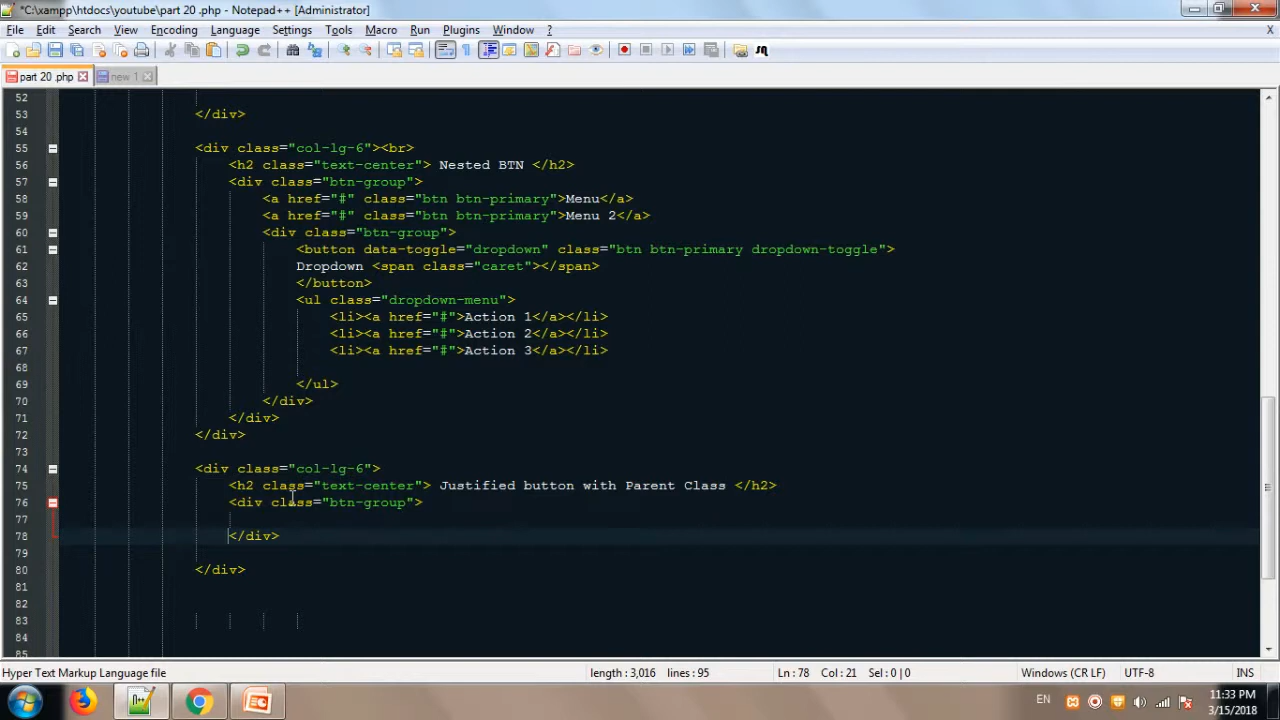 *C:\xampp\htdocs\youtube\part 20 .php - Notepad++ [Administrator]
File Edit Search View Encoding Language Settings Tools Macro Run Plugins Window ? X
part 20 .php new 1
52
53 </div>
54
55 <div class="col-lg-6"><br>
56 <h2 class="text-center"> Nested BTN </h2>
57 <div class="btn-group">
58 <a href="#" class="btn btn-primary">Menu</a>
59 <a href="#" class="btn btn-primary">Menu 2</a>
60 <div class="btn-group">
61 <button data-toggle="dropdown" class="btn btn-primary dropdown-toggle">
62 Dropdown <span class="caret"></span>
63 </button>
64 <ul class="dropdown-menu">
65 <li><a href="#">Action 1</a></li>
66 <li><a href="#">Action 2</a></li>
67 <li><a href="#">Action 3</a></li>
68
69 </ul>
70 </div>
71 </div>
72 </div>
73
74 <div class="col-lg-6">
75 <h2 class="text-center"> Justified button with Parent Class </h2>
76 <div class="btn-group">
77
78 </div>
79
80 </div>
81
82
83
84
85
Hyper Text Markup Language file length : 3,016 lines : 95 Ln : 78 Col : 21 Sel : 0 | 0 Windows (CR LF) UTF-8 INS
EN 11:33 PM
3/15/2018